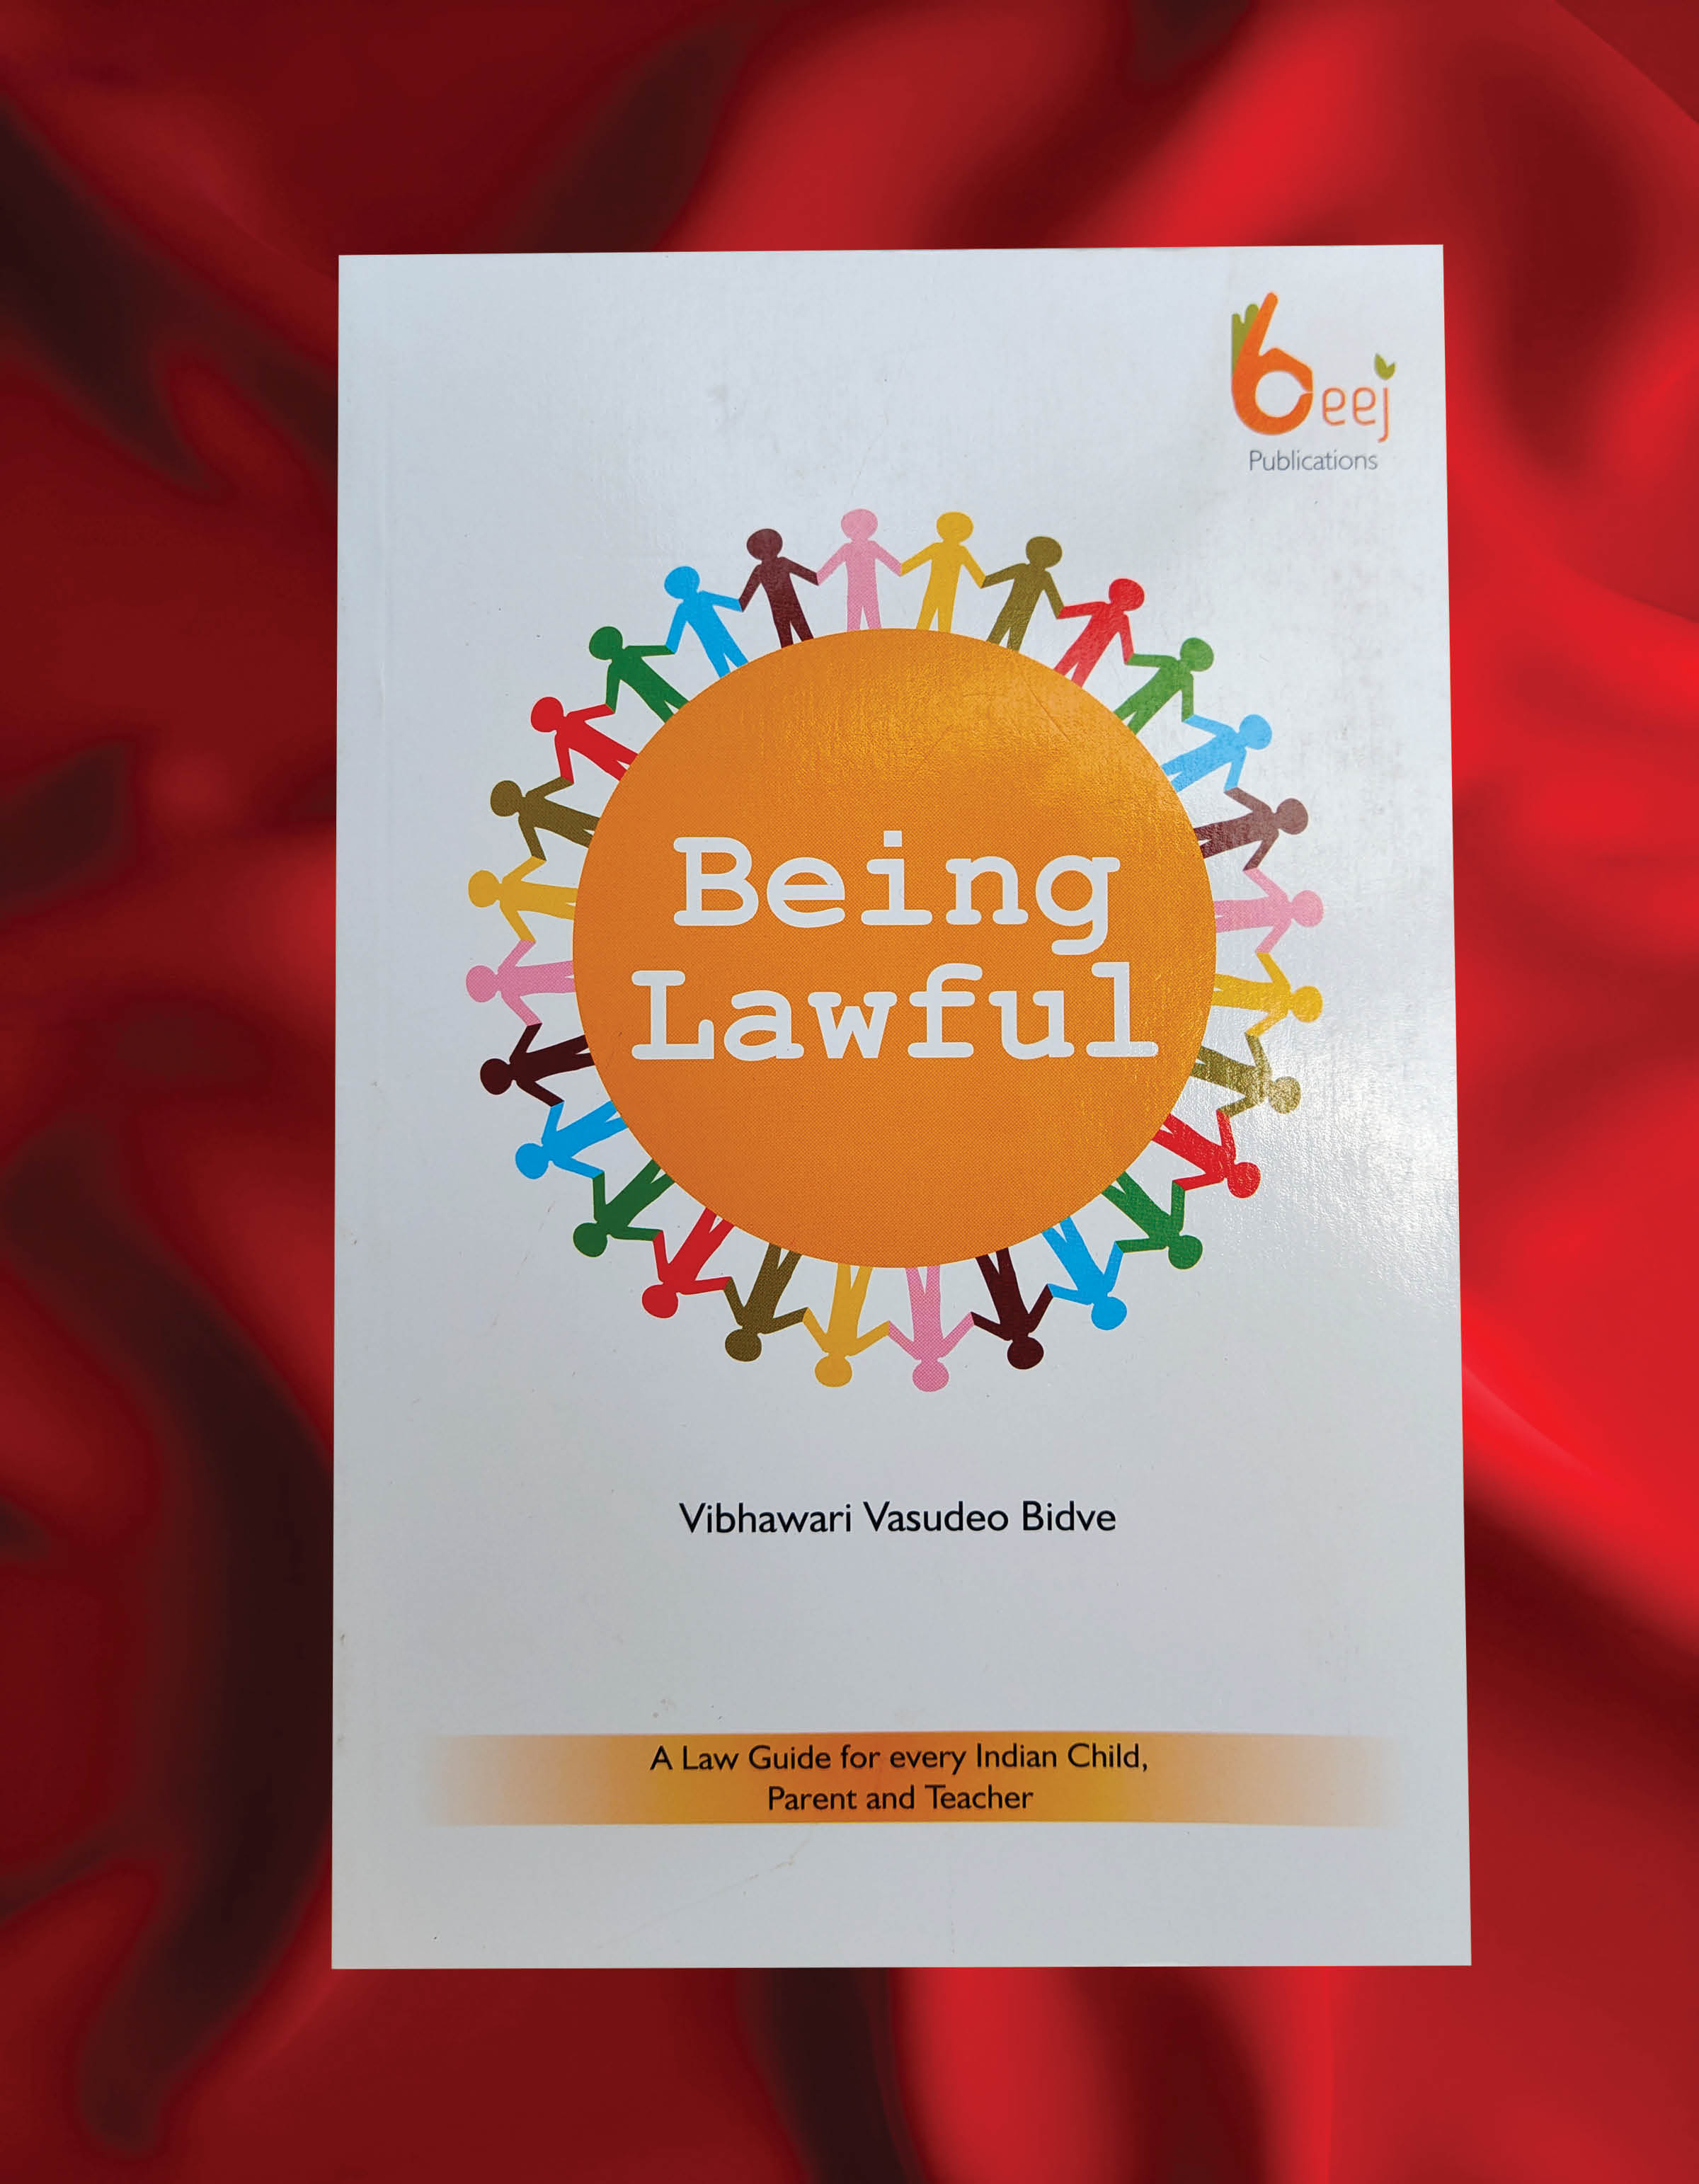 beej
Publications
Being
Lawful
Vibhawari Vasudeo Bidve
A Law Guide for every Indian Child,
Parent and Teacher